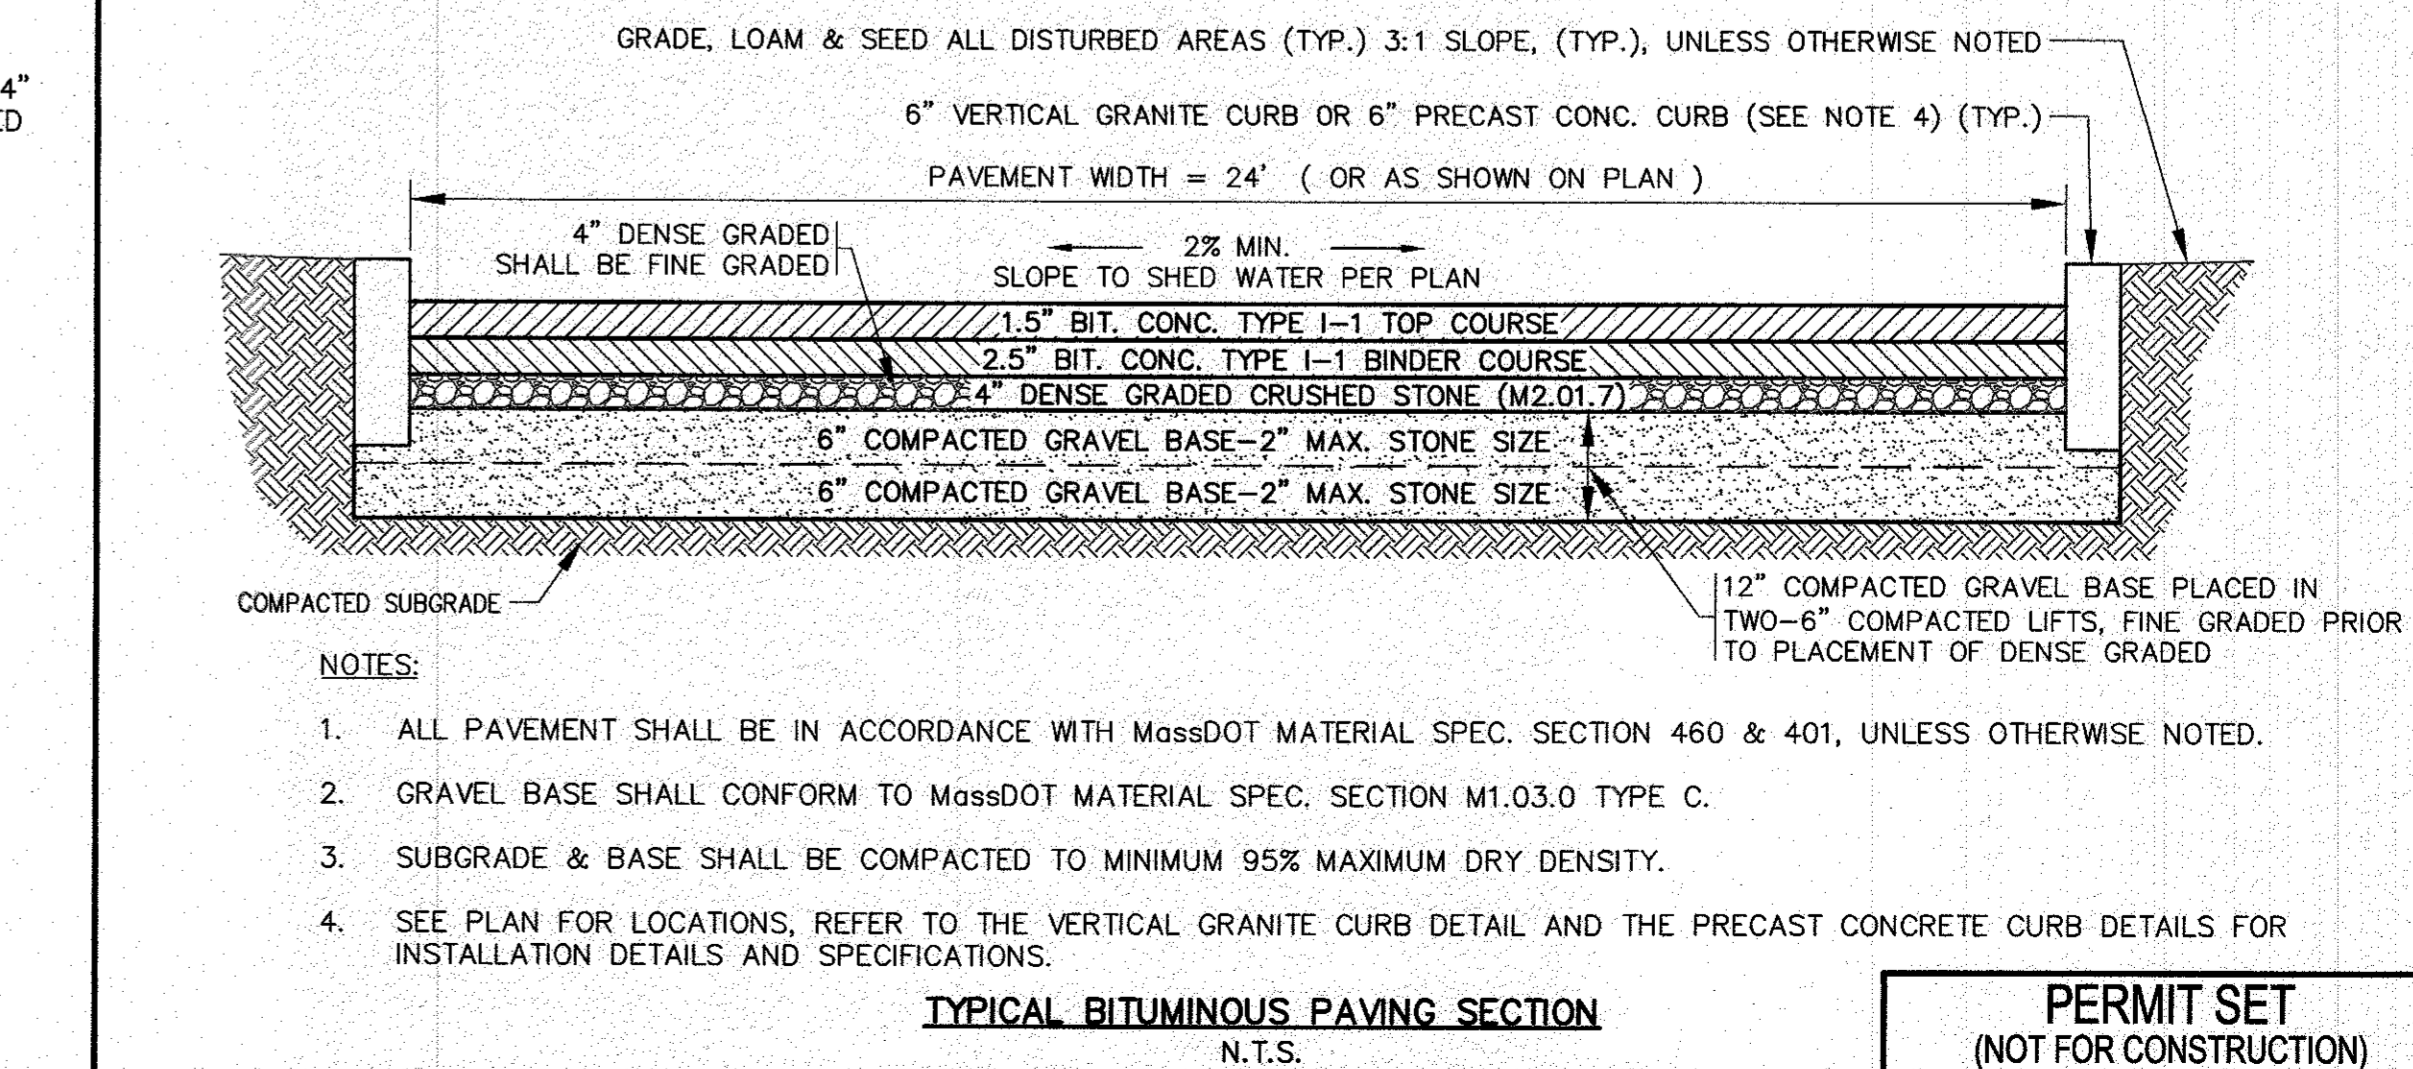 4"
ED
GRADE, LOAM & SEED ALL DISTURBED AREAS (TYP.) 3:1 SLOPE, (TYP.), UNLESS OTHERWISE NOTED
6" VERTICAL GRANITE CURB OR 6" PRECAST CONC. CURB (SEE NOTE 4) (TYP.)
PAVEMENT WIDTH = 24' ( OR AS SHOWN ON PLAN )
4" DENSE GRADED
SHALL BE FINE GRADED
2% MIN.
SLOPE TO SHED WATER PER PLAN
1.5" BIT. CONC. TYPE I-1 TOP COURSE
2.5" BIT. CONC. TYPE I-1 BINDER COURSE
4" DENSE GRADED CRUSHED STONE (M2.01.7)
6" COMPACTED GRAVEL BASE-2" MAX. STONE SIZE
6" COMPACTED GRAVEL BASE-2" MAX. STONE SIZE
COMPACTED SUBGRADE
12" COMPACTED GRAVEL BASE PLACED IN
TWO-6" COMPACTED LIFTS, FINE GRADED PRIOR
TO PLACEMENT OF DENSE GRADED
NOTES:
1. ALL PAVEMENT SHALL BE IN ACCORDANCE WITH MassDOT MATERIAL SPEC. SECTION 460 & 401, UNLESS OTHERWISE NOTED.
2. GRAVEL BASE SHALL CONFORM TO MassDOT MATERIAL SPEC. SECTION M1.03.0 TYPE C.
3. SUBGRADE & BASE SHALL BE COMPACTED TO MINIMUM 95% MAXIMUM DRY DENSITY.
4. SEE PLAN FOR LOCATIONS, REFER TO THE VERTICAL GRANITE CURB DETAIL AND THE PRECAST CONCRETE CURB DETAILS FOR
INSTALLATION DETAILS AND SPECIFICATIONS.
TYPICAL BITUMINOUS PAVING SECTION
N.T.S.
PERMIT SET
(NOT FOR CONSTRUCTION)